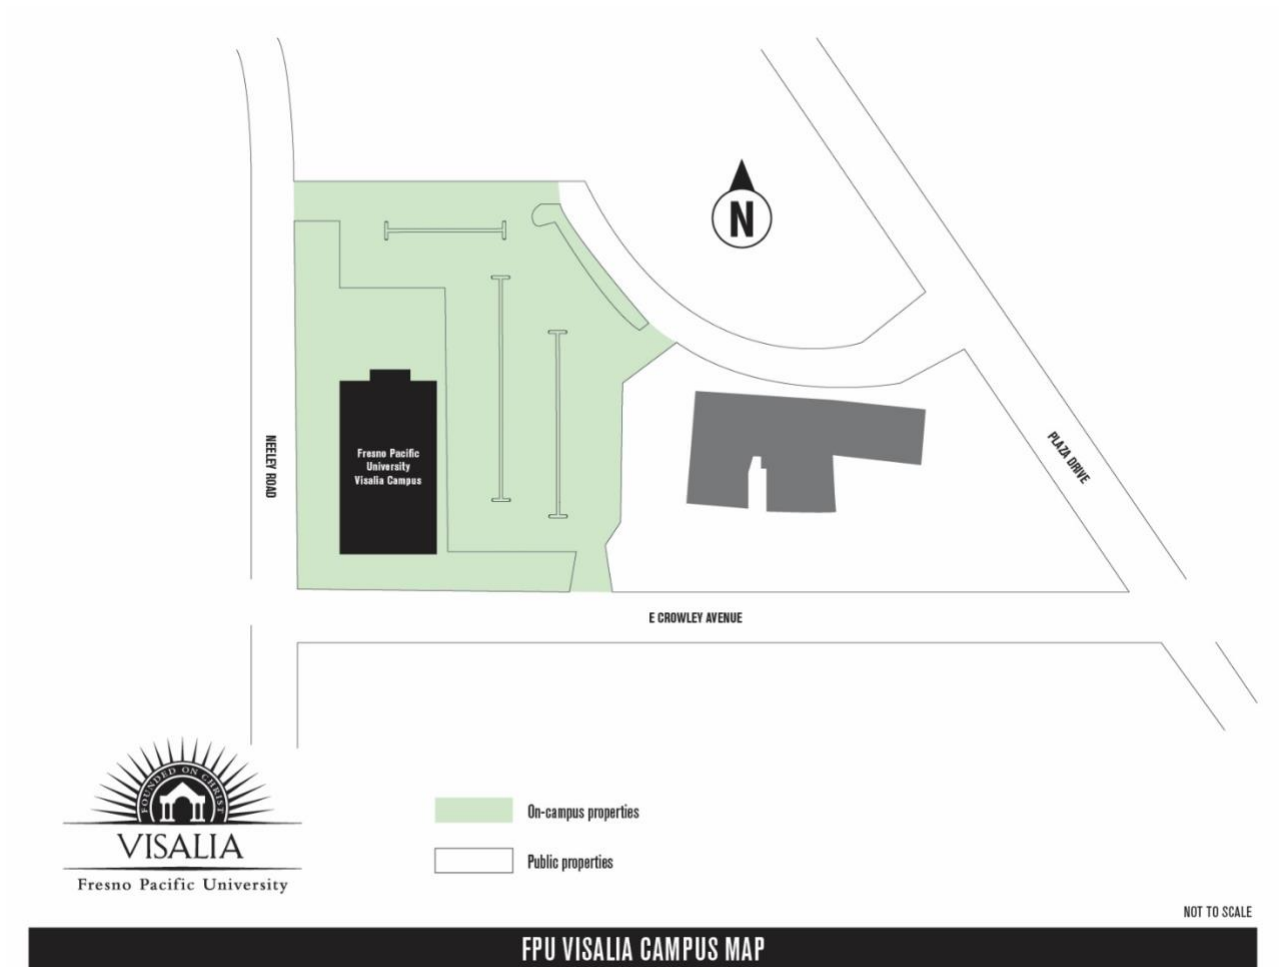 N
NEELEY ROAD
Fresno Pacific
University
Visalia Campus
PLAZA DRIVE
E CROWLEY AVENUE
FOUNDED ON CHRIST
VISALIA
Fresno Pacific University
On-campus properties
Public properties
NOT TO SCALE
FPU VISALIA CAMPUS MAP